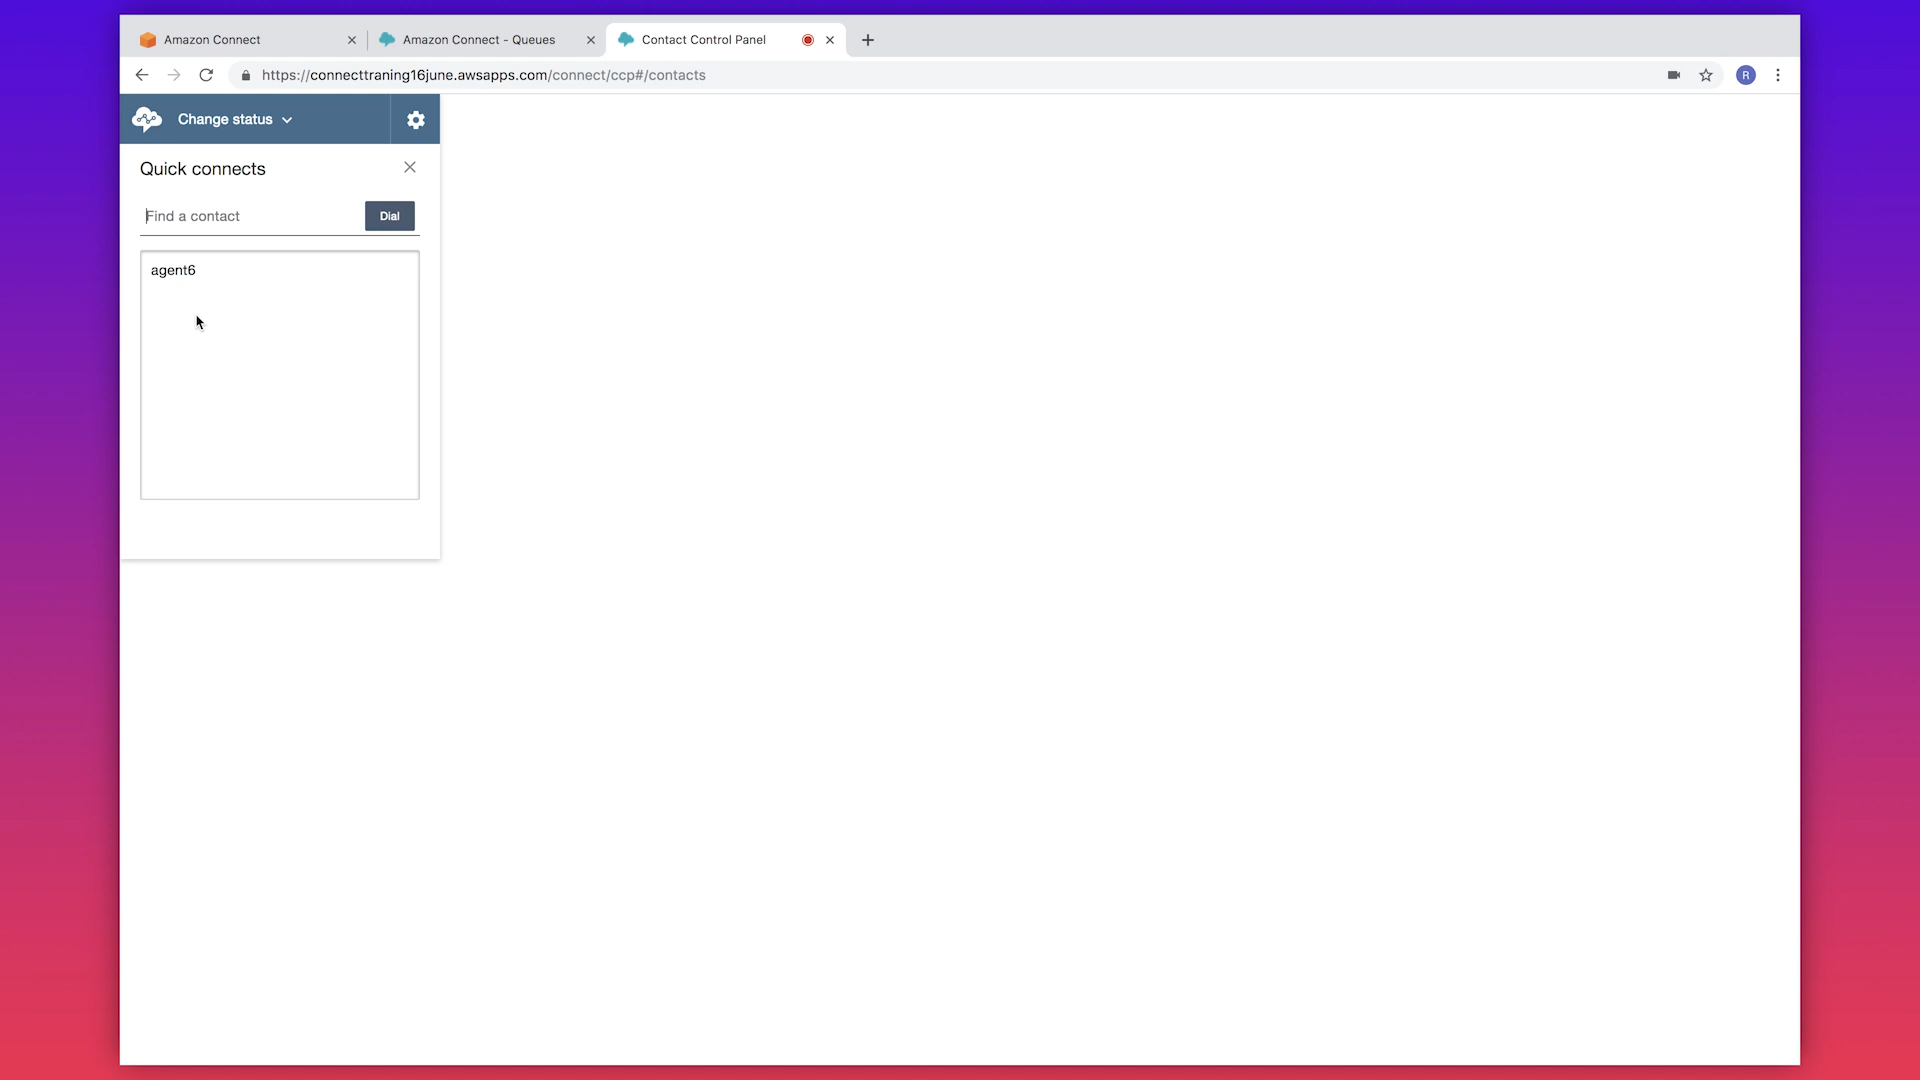 Amazon Connect
Amazon Connect - Queues
Contact Control Panel
https://connecttraning16june.awsapps.com/connect/ccp#/contacts
R
Change status
Quick connects
Find a contact
Dial
agent6